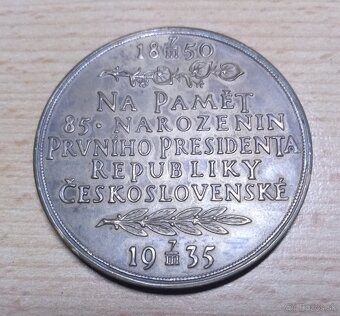 18 7/III 50
NA PAMĚT
85. NAROZENIN
PRVNÍHO PRESIDENTA
REPUBLIKY
ČESKOSLOVENSKÉ
19 7/III 35